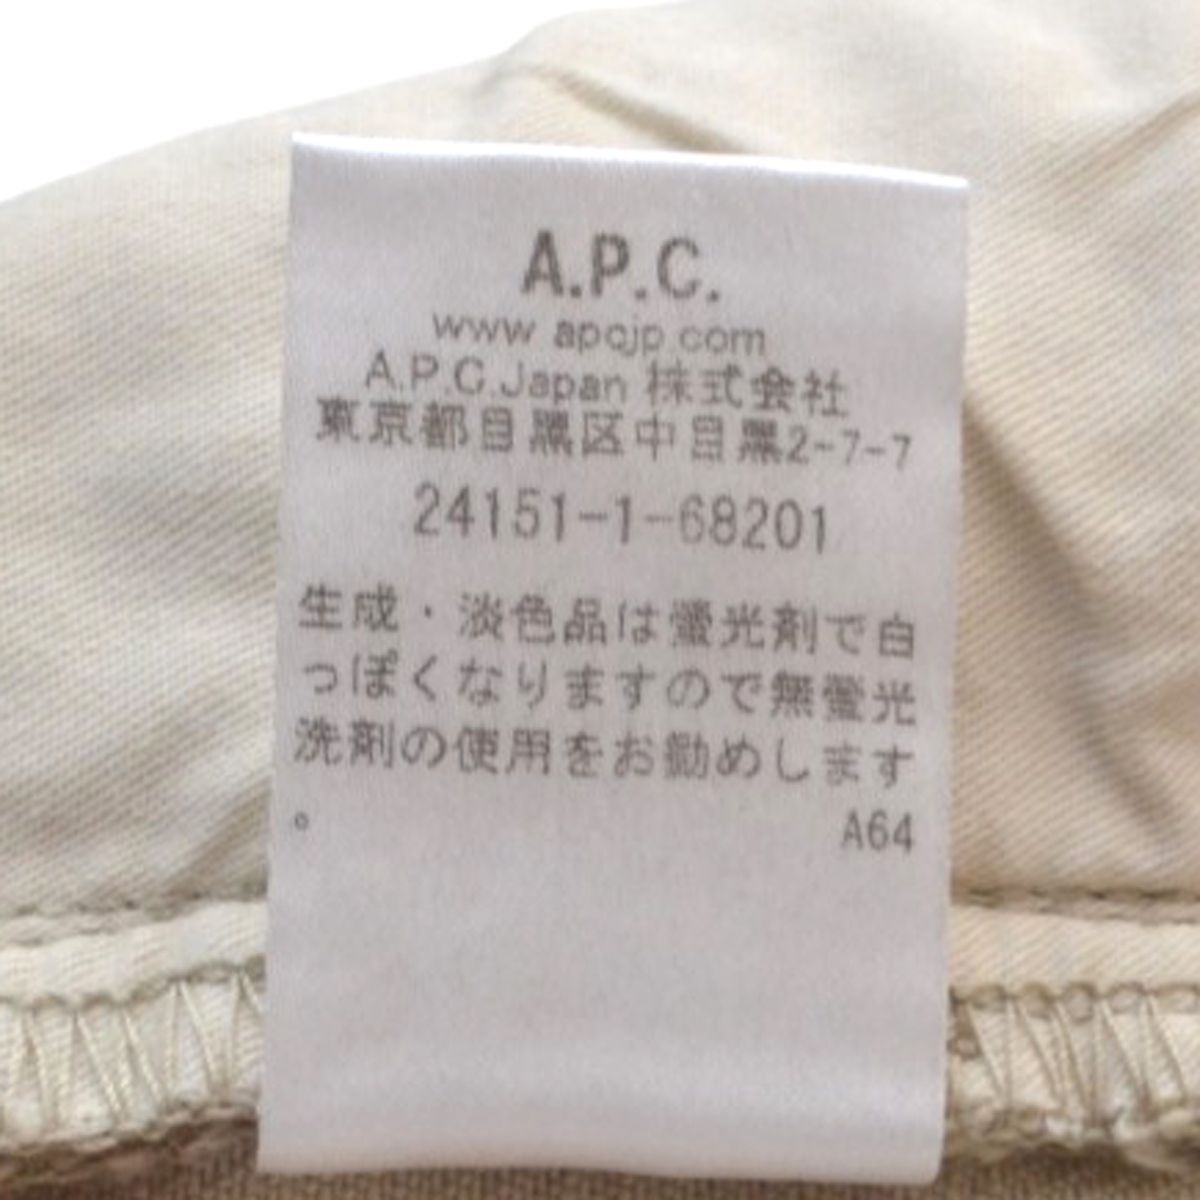 A.P.C.
www apcjp.com
A.P.C.Japan 株式会社
東京都目黒区中目黒2-7-7
24151-1-68201
生成・淡色品は螢光剤で白
っぽくなりますので無螢光
洗剤の使用をお勧めします
。 A64